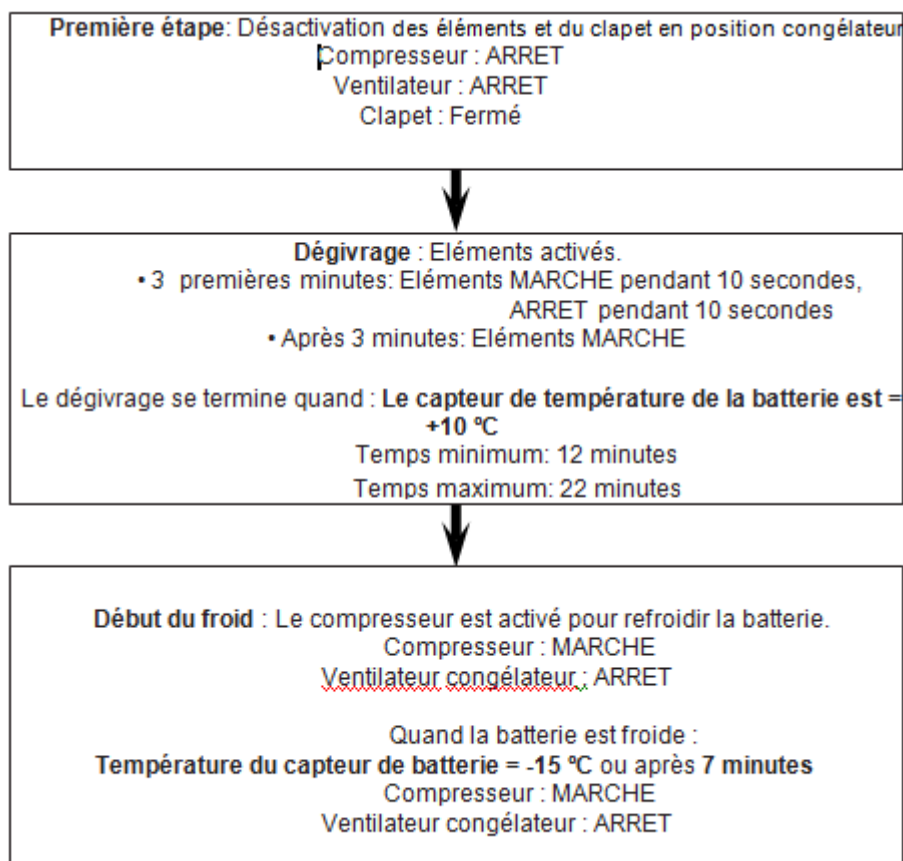 Première étape: Désactivation des éléments et du clapet en position congélateur
Compresseur : ARRET
Ventilateur : ARRET
Clapet : Fermé
Dégivrage : Eléments activés.
• 3 premières minutes: Eléments MARCHE pendant 10 secondes,
ARRET pendant 10 secondes
• Après 3 minutes: Eléments MARCHE
Le dégivrage se termine quand : Le capteur de température de la batterie est =
+10 ºC
Temps minimum: 12 minutes
Temps maximum: 22 minutes
Début du froid : Le compresseur est activé pour refroidir la batterie.
Compresseur : MARCHE
Ventilateur congélateur : ARRET
Quand la batterie est froide :
Température du capteur de batterie = -15 ºC ou après 7 minutes
Compresseur : MARCHE
Ventilateur congélateur : ARRET